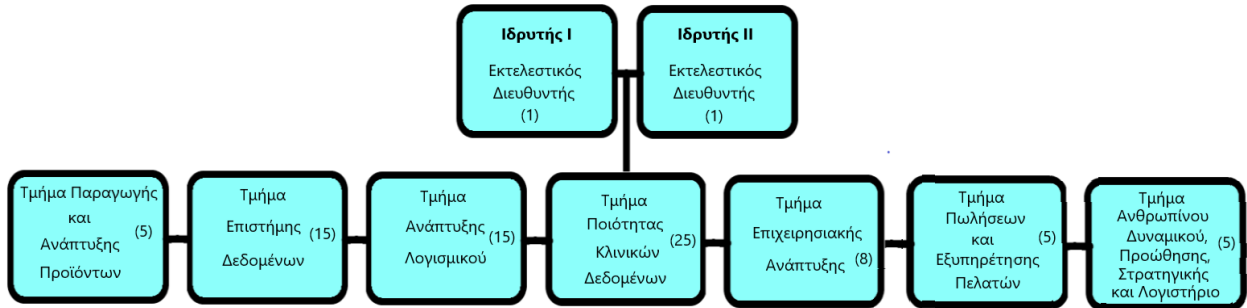 Ιδρυτής Ι
Εκτελεστικός
Διευθυντής
(1)
Ιδρυτής ΙΙ
Εκτελεστικός
Διευθυντής
(1)
Τμήμα Παραγωγής
και
Ανάπτυξης (5)
Προϊόντων
Τμήμα
Επιστήμης (15)
Δεδομένων
Τμήμα
Ανάπτυξης (15)
Λογισμικού
Τμήμα
Ποιότητας
Κλινικών (25)
Δεδομένων
Τμήμα
Επιχειρησιακής
Ανάπτυξης (8)
Τμήμα
Πωλήσεων
και (5)
Εξυπηρέτησης
Πελατών
Τμήμα
Ανθρωπίνου
Δυναμικού, (5)
Προώθησης,
Στρατηγικής
και Λογιστήριο